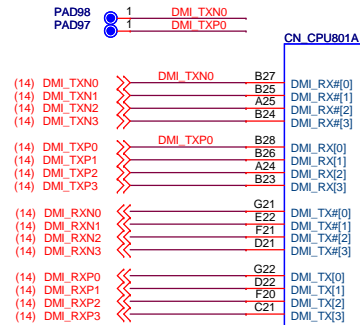 PAD98 1 DMI_TXN0
PAD97 1 DMI_TXP0
CN_CPU801A
(14) DMI_TXN0 DMI_TXN0 B27 DMI_RX#[0]
(14) DMI_TXN1 B25 DMI_RX#[1]
(14) DMI_TXN2 A25 DMI_RX#[2]
(14) DMI_TXN3 B24 DMI_RX#[3]
(14) DMI_TXP0 DMI_TXP0 B28 DMI_RX[0]
(14) DMI_TXP1 B26 DMI_RX[1]
(14) DMI_TXP2 A24 DMI_RX[2]
(14) DMI_TXP3 B23 DMI_RX[3]
(14) DMI_RXN0 G21 DMI_TX#[0]
(14) DMI_RXN1 E22 DMI_TX#[1]
(14) DMI_RXN2 F21 DMI_TX#[2]
(14) DMI_RXN3 D21 DMI_TX#[3]
(14) DMI_RXP0 G22 DMI_TX[0]
(14) DMI_RXP1 D22 DMI_TX[1]
(14) DMI_RXP2 F20 DMI_TX[2]
(14) DMI_RXP3 C21 DMI_TX[3]